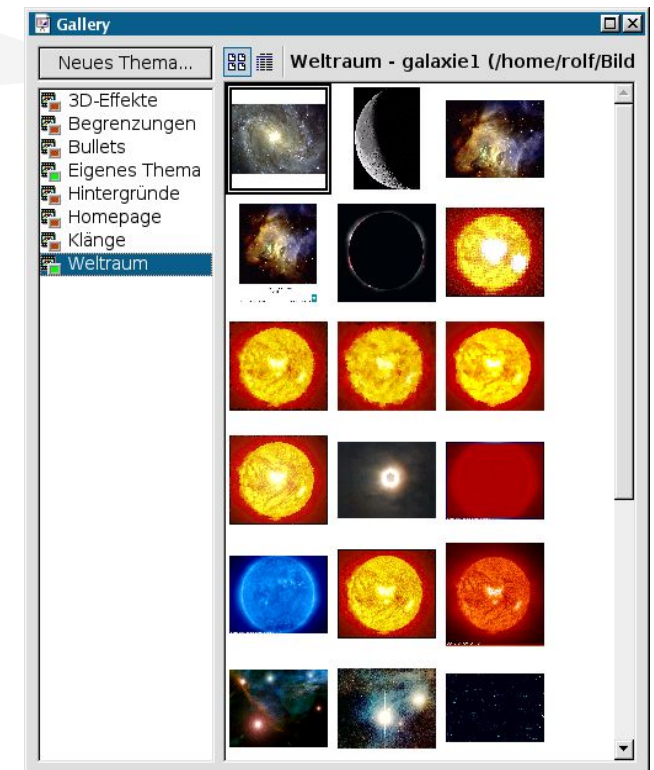 Gallery
Neues Thema...
Weltraum - galaxie1 (/home/rolf/Bild
3D-Effekte
Begrenzungen
Bullets
Eigenes Thema
Hintergründe
Homepage
Klänge
Weltraum